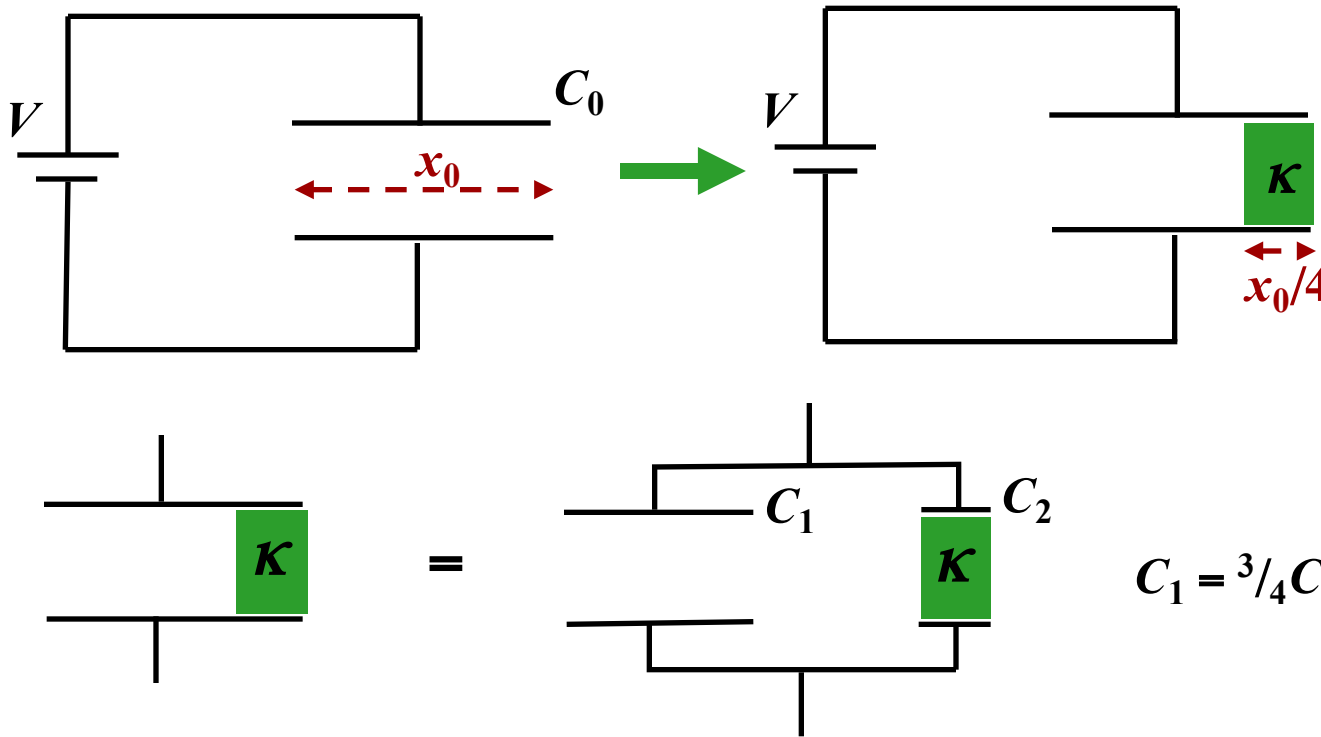 V
C₀
x₀
V
κ
x₀/4
κ
=
C₁
κ
C₂
C₁ = ³/₄C